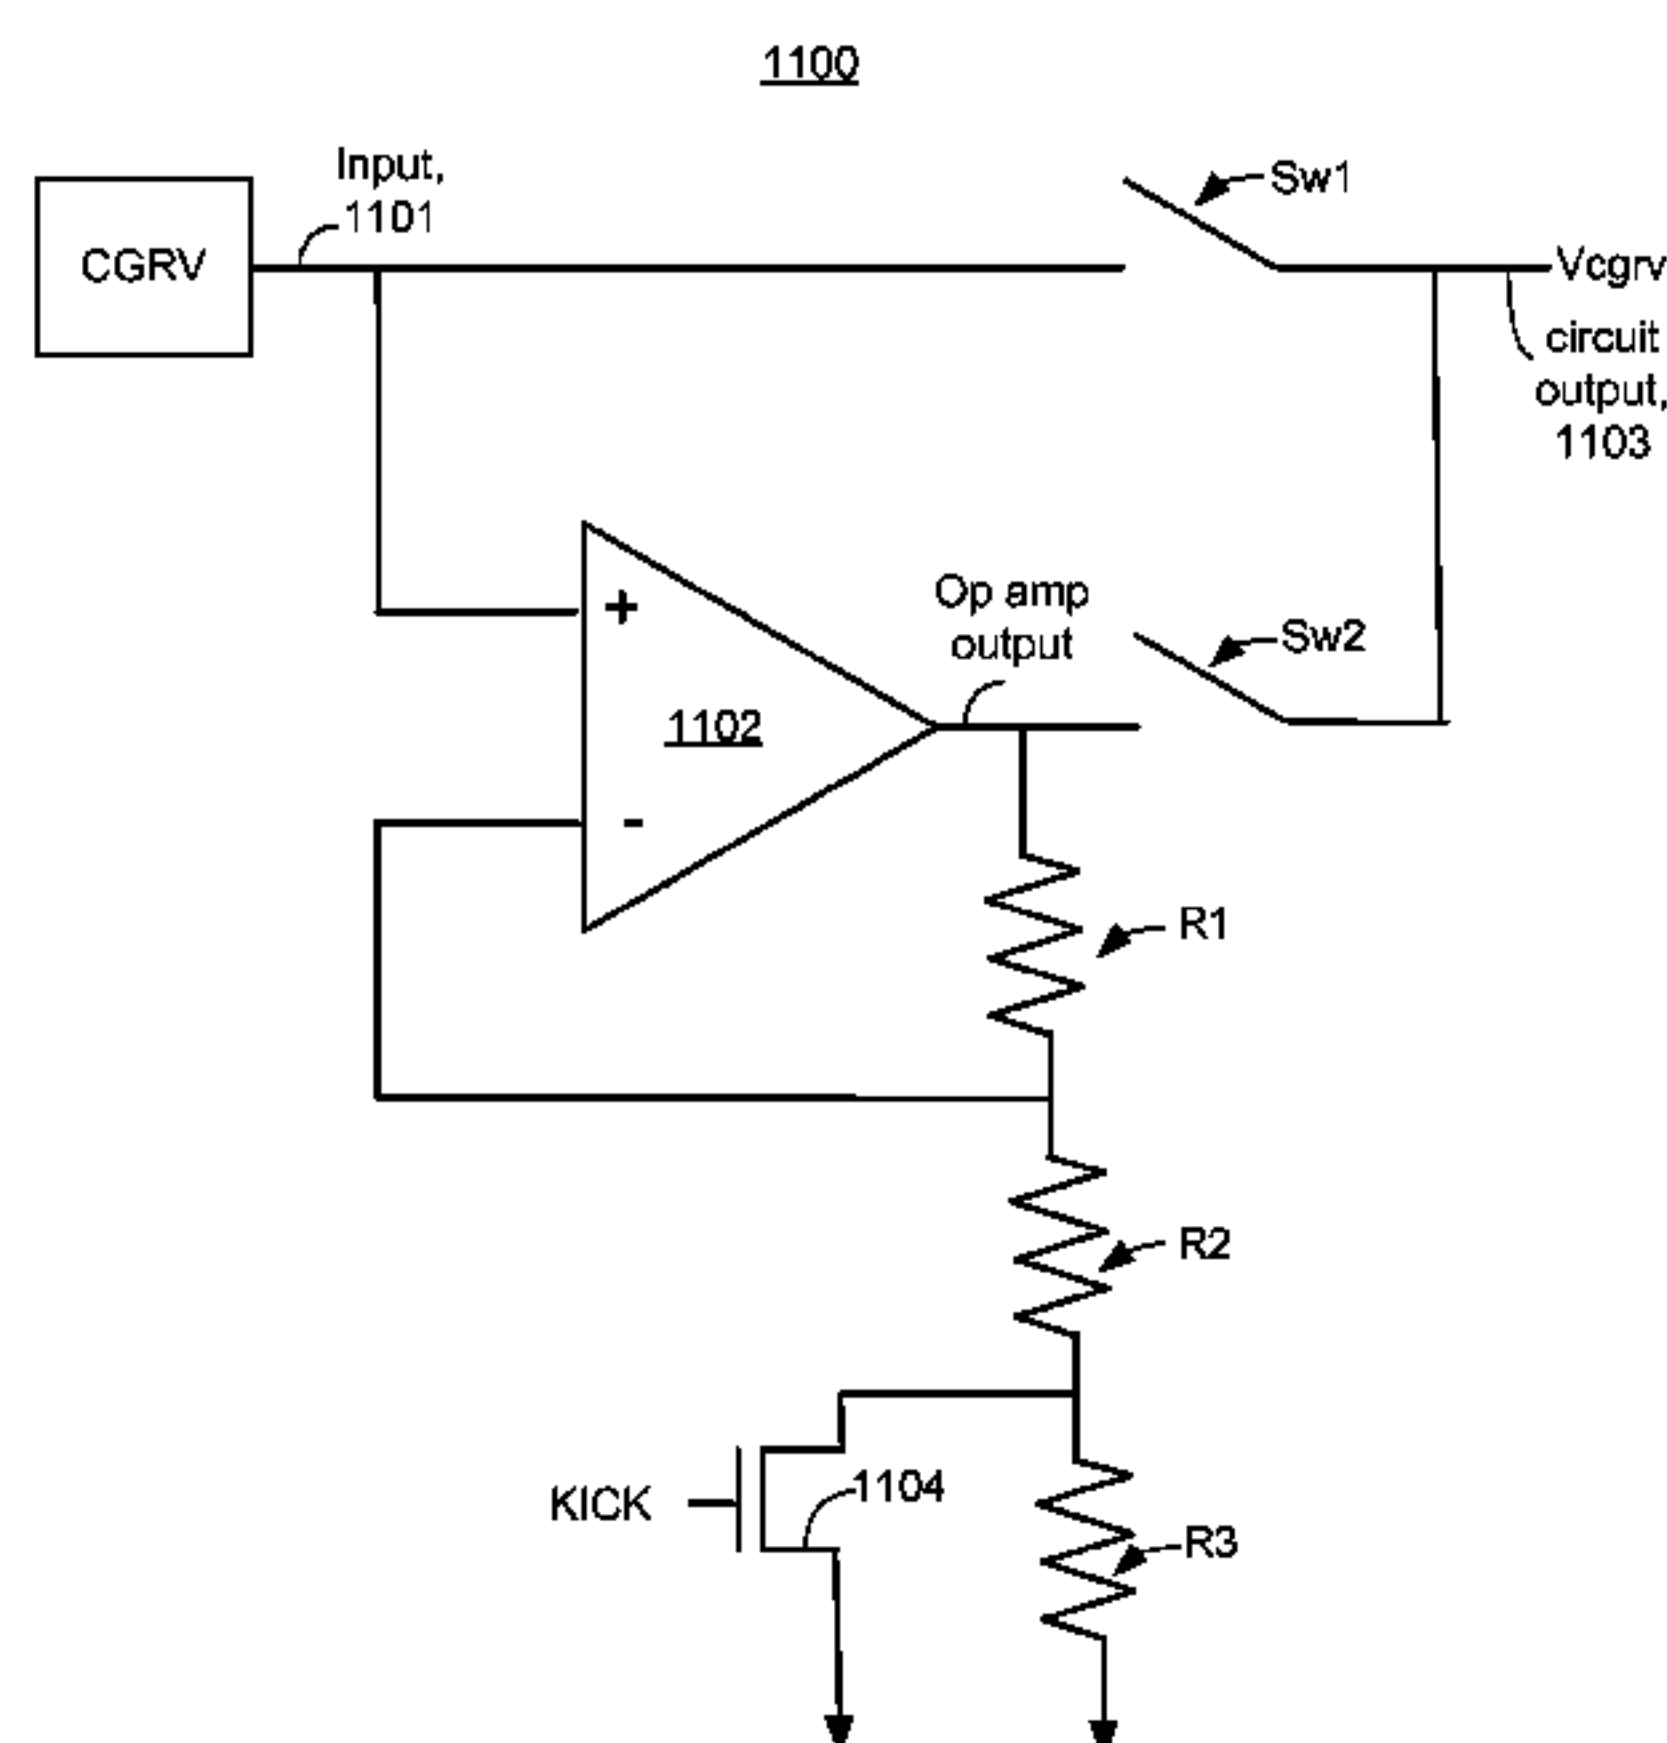 1100
Input,
1101
CGRV
Sw1
Vcgrv
circuit
output,
1103
Op amp
output
Sw2
+
1102
-
R1
R2
KICK
1104
R3